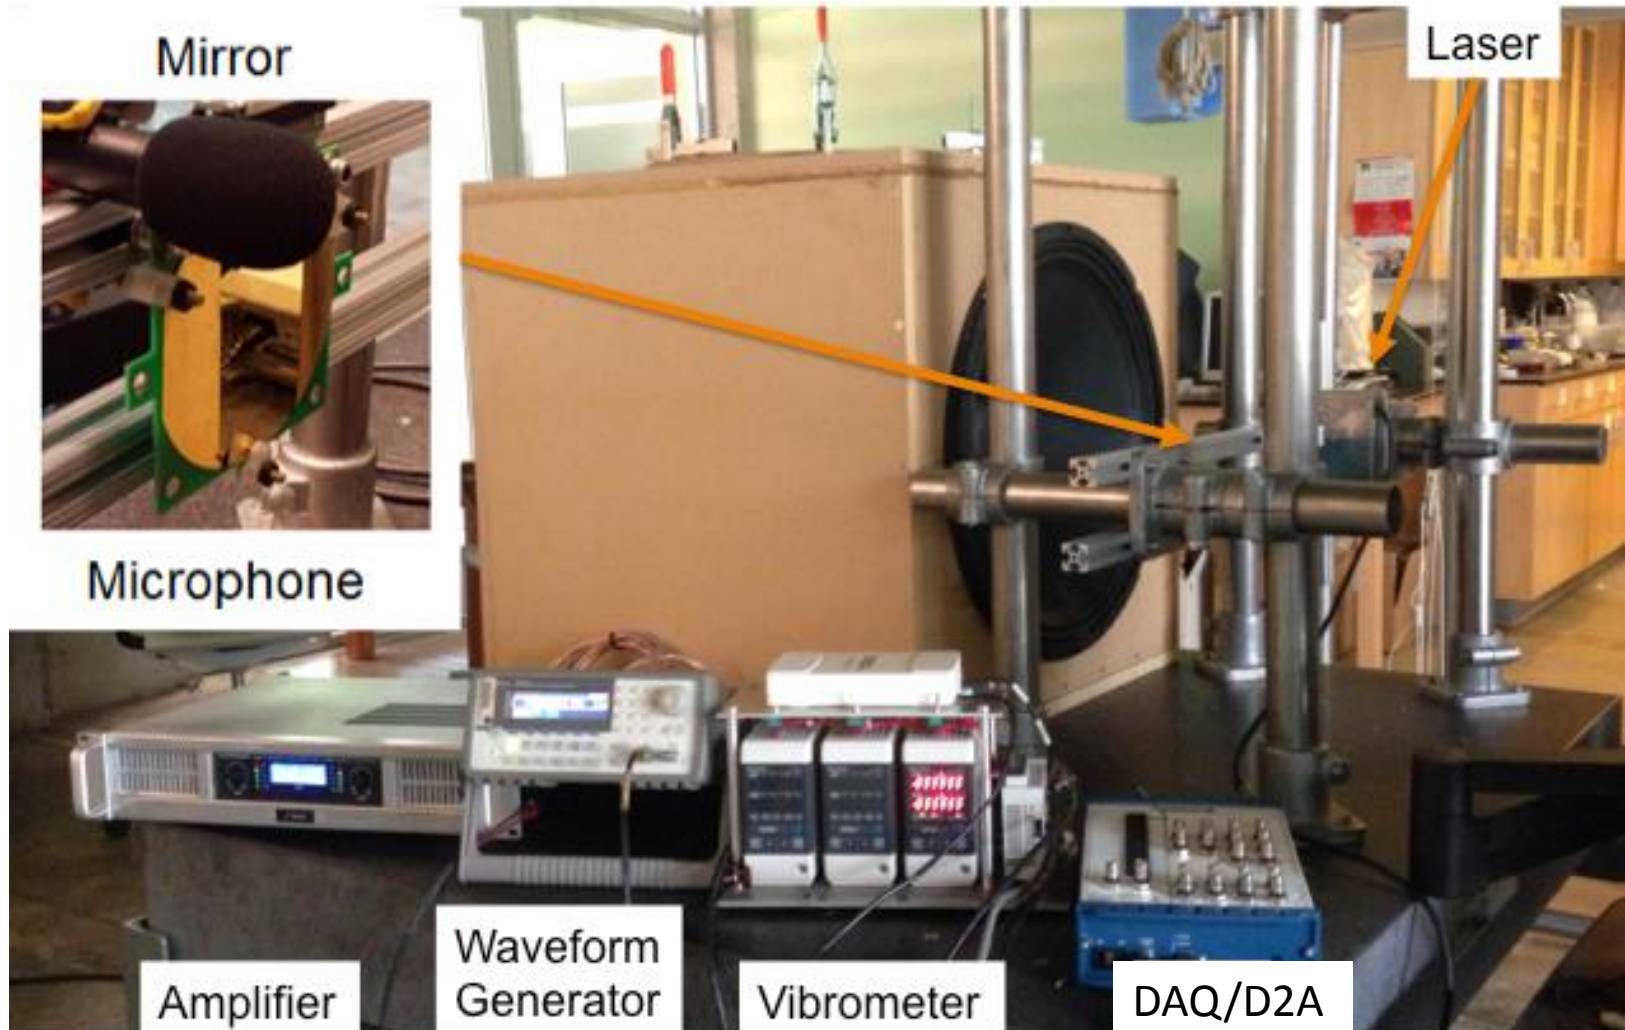 Mirror
Laser
Microphone
Waveform
Generator
Amplifier
Vibrometer
DAQ/D2A